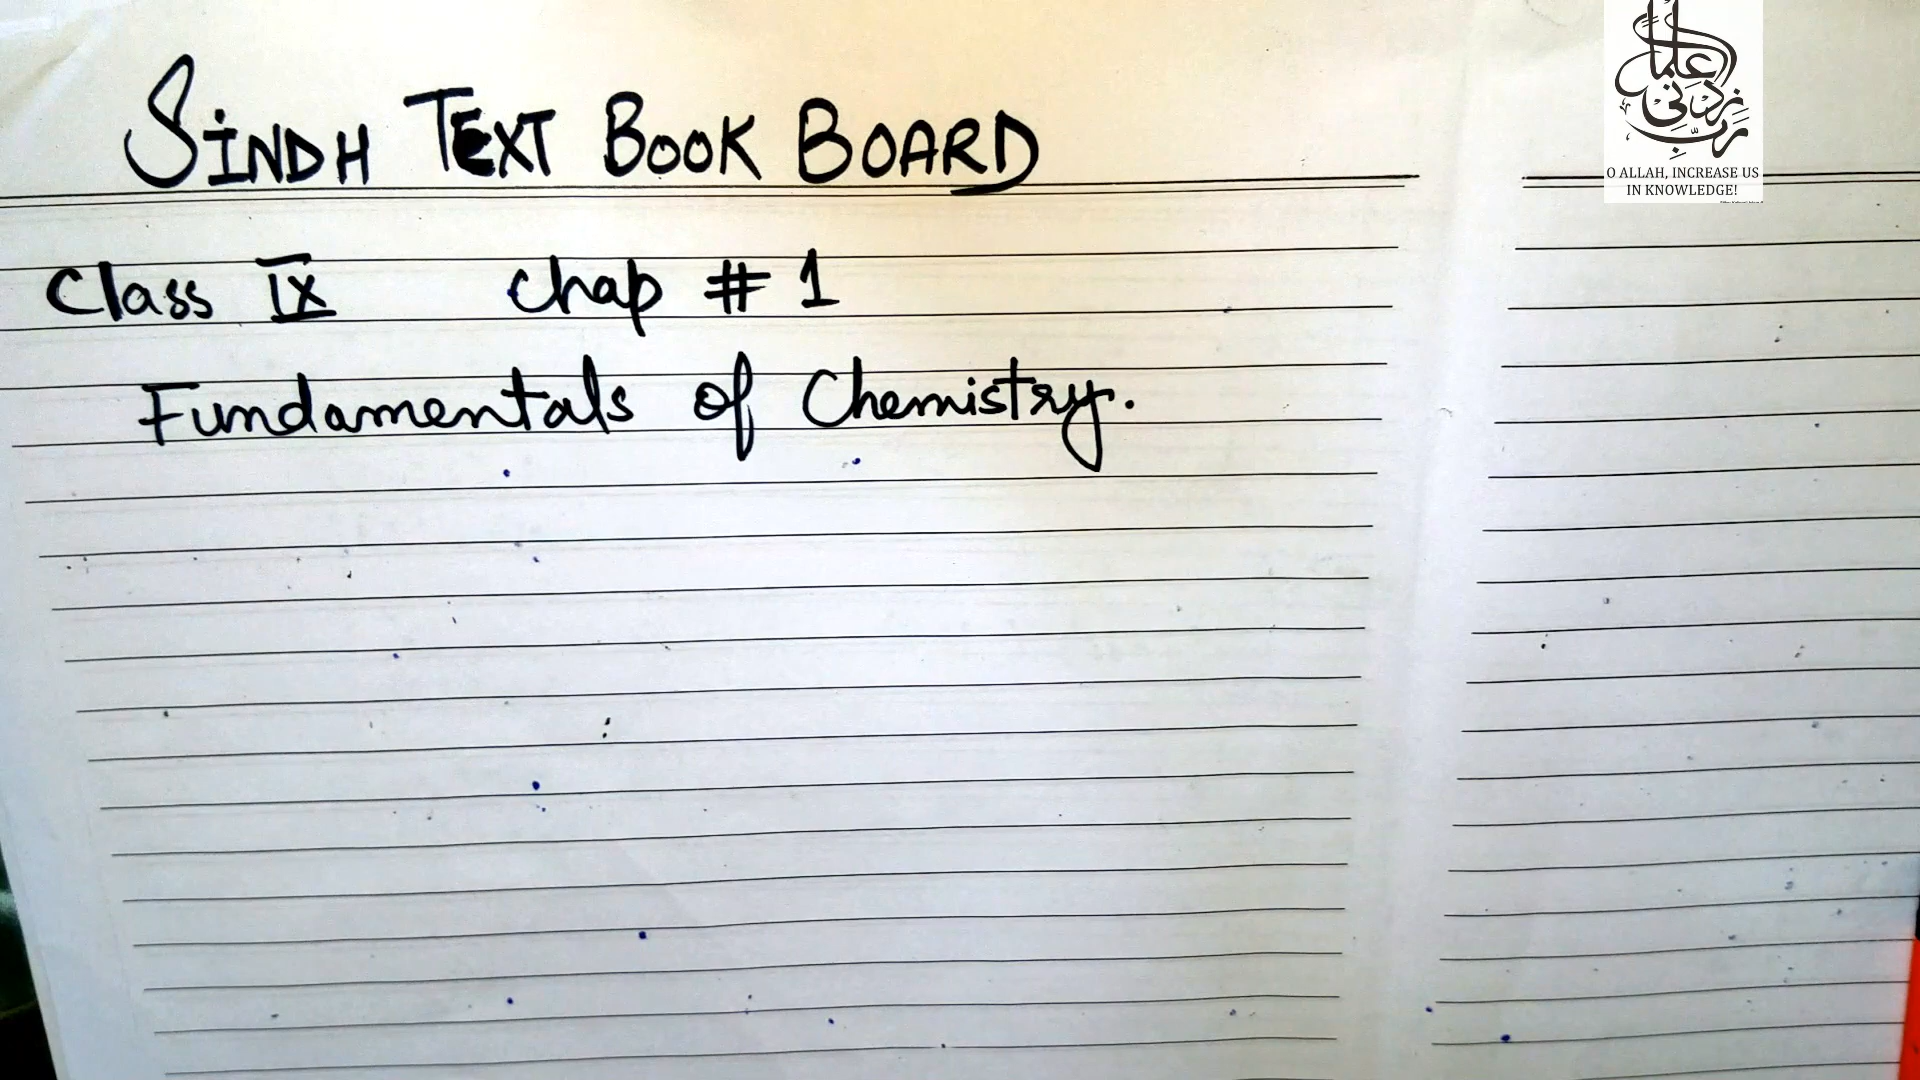 SINDH TEXT BOOK BOARD
Class IX Chap # 1
Fundamentals of Chemistry.
رَبِّ زِدْنِي عِلْمًا
O ALLAH, INCREASE US
IN KNOWLEDGE!